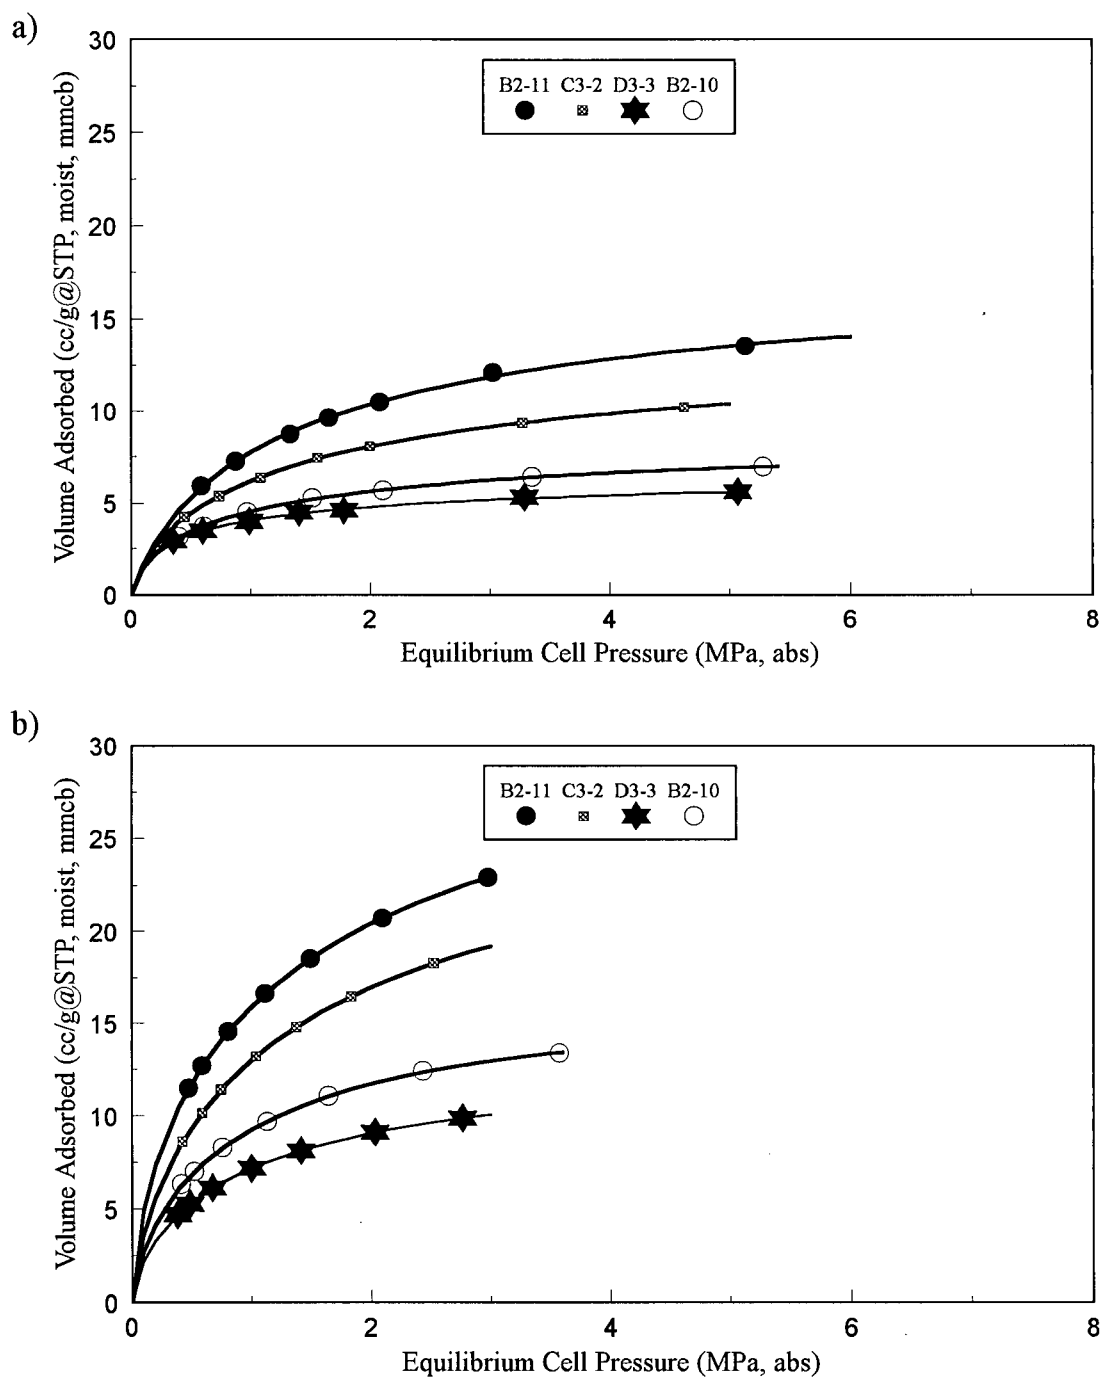 a)
30
25
20
15
10
5
0
Volume Adsorbed (cc/g@STP, moist, mmcb)
B2-11 C3-2 D3-3 B2-10
0 2 4 6 8
Equilibrium Cell Pressure (MPa, abs)
b)
30
25
20
15
10
5
0
Volume Adsorbed (cc/g@STP, moist, mmcb)
B2-11 C3-2 D3-3 B2-10
0 2 4 6 8
Equilibrium Cell Pressure (MPa, abs)